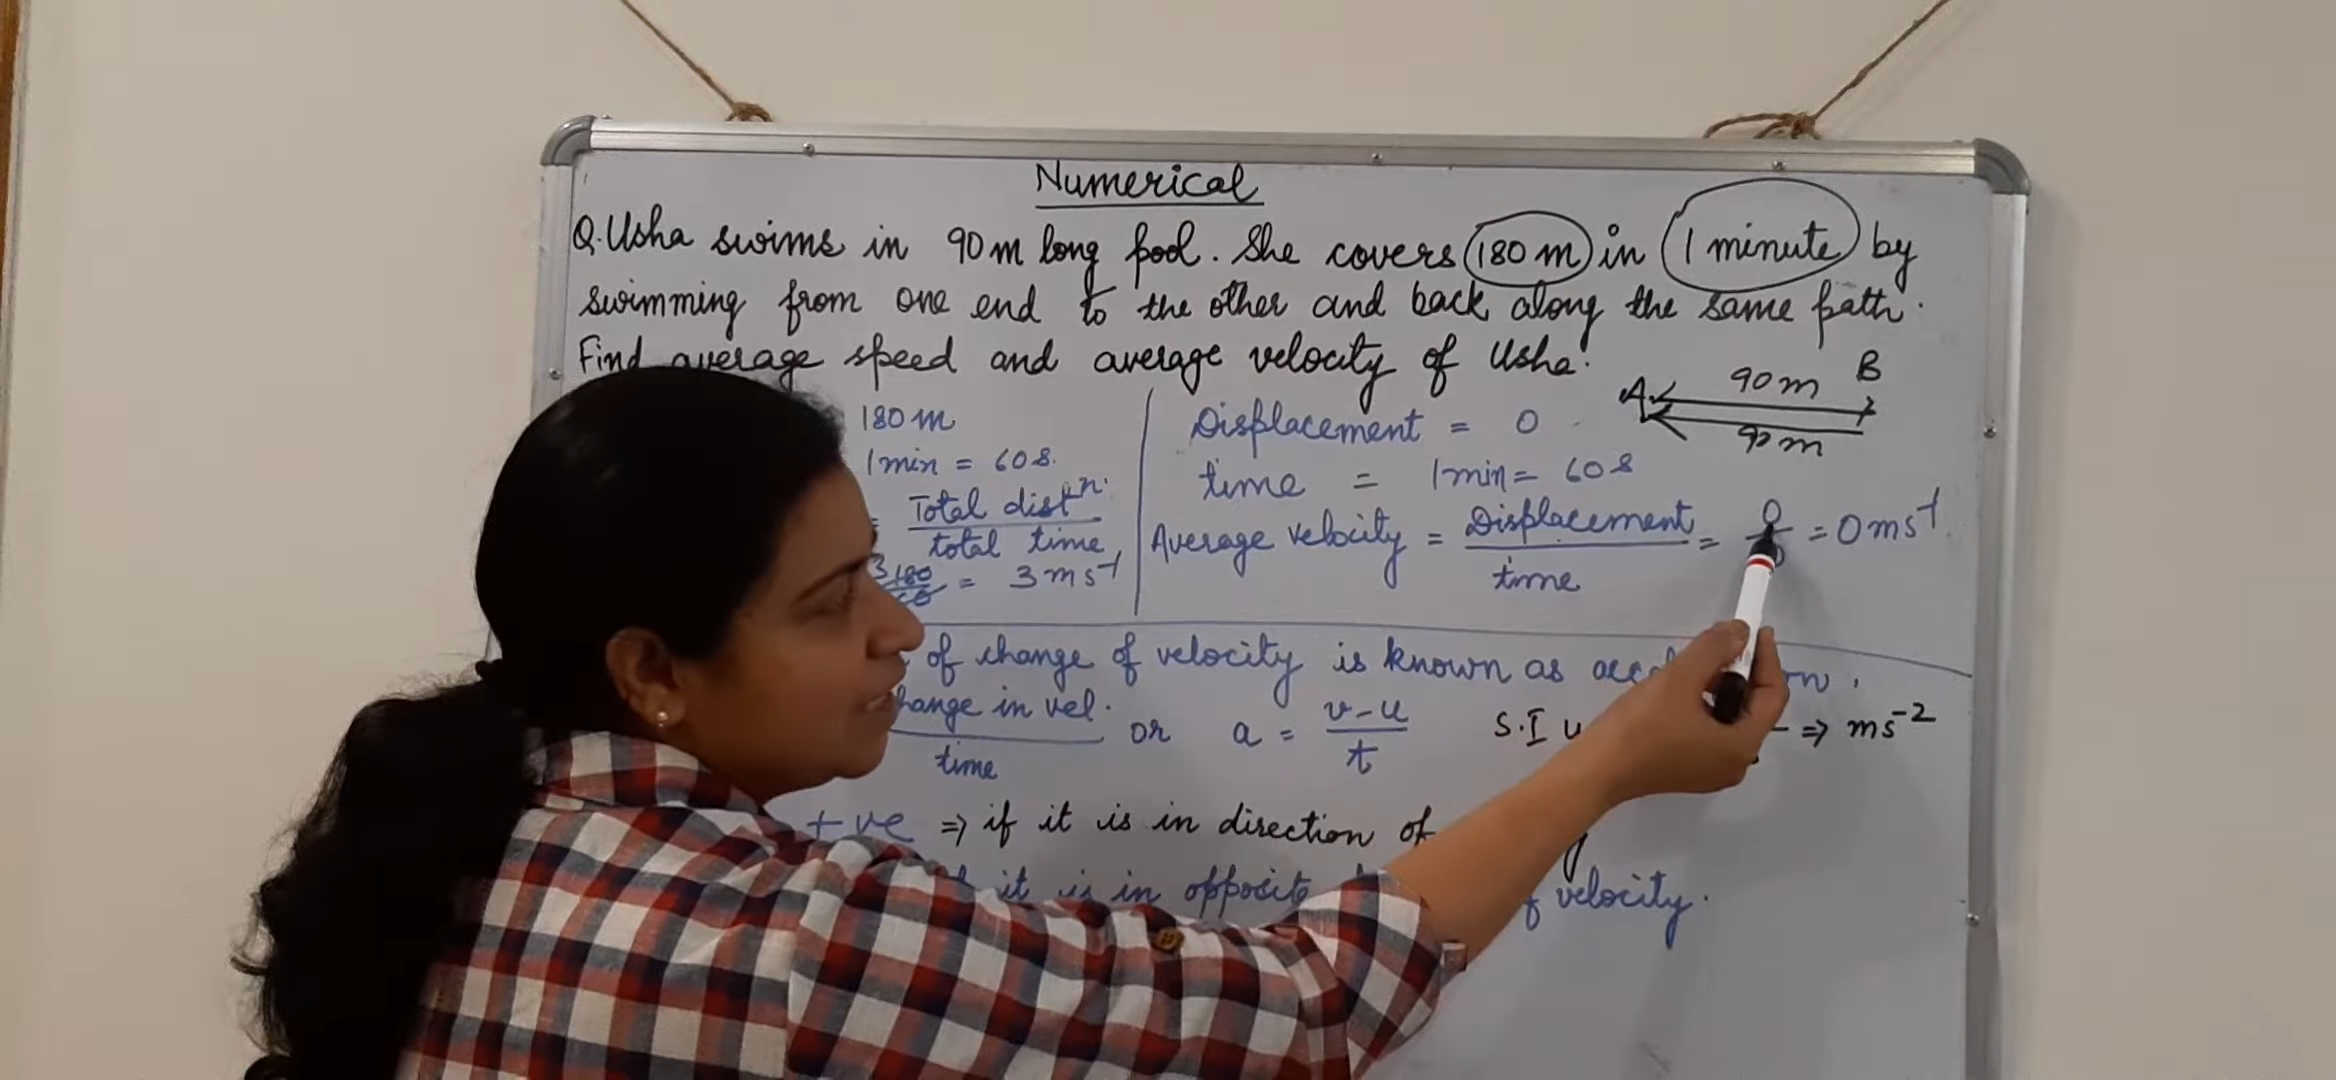 Numerical
Q. Usha swims in 90 m long pool. She covers 180 m in 1 minute by
swimming from one end to the other and back along the same path.
Find average speed and average velocity of Usha.
180 m
1 min = 60 s.
= Total distⁿ.
total time
3 180
60 = 3 ms⁻¹
Displacement = 0
time = 1 min = 60 s
Average velocity = Displacement = 0 = 0 ms⁻¹
time
A 90 m B
90 m
of change of velocity is known as
change in vel. or a = v-u S.I
time t
⇒ ms⁻²
+ve ⇒ if it is in direction of
it is in opposite of velocity.